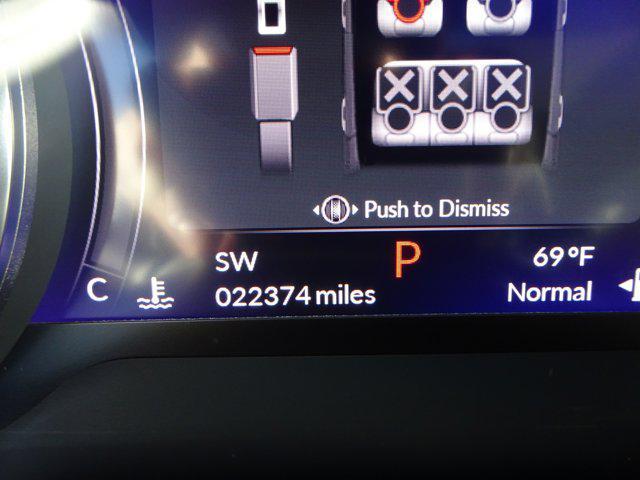 Push to Dismiss
SW P 69°F
C 022374 miles Normal